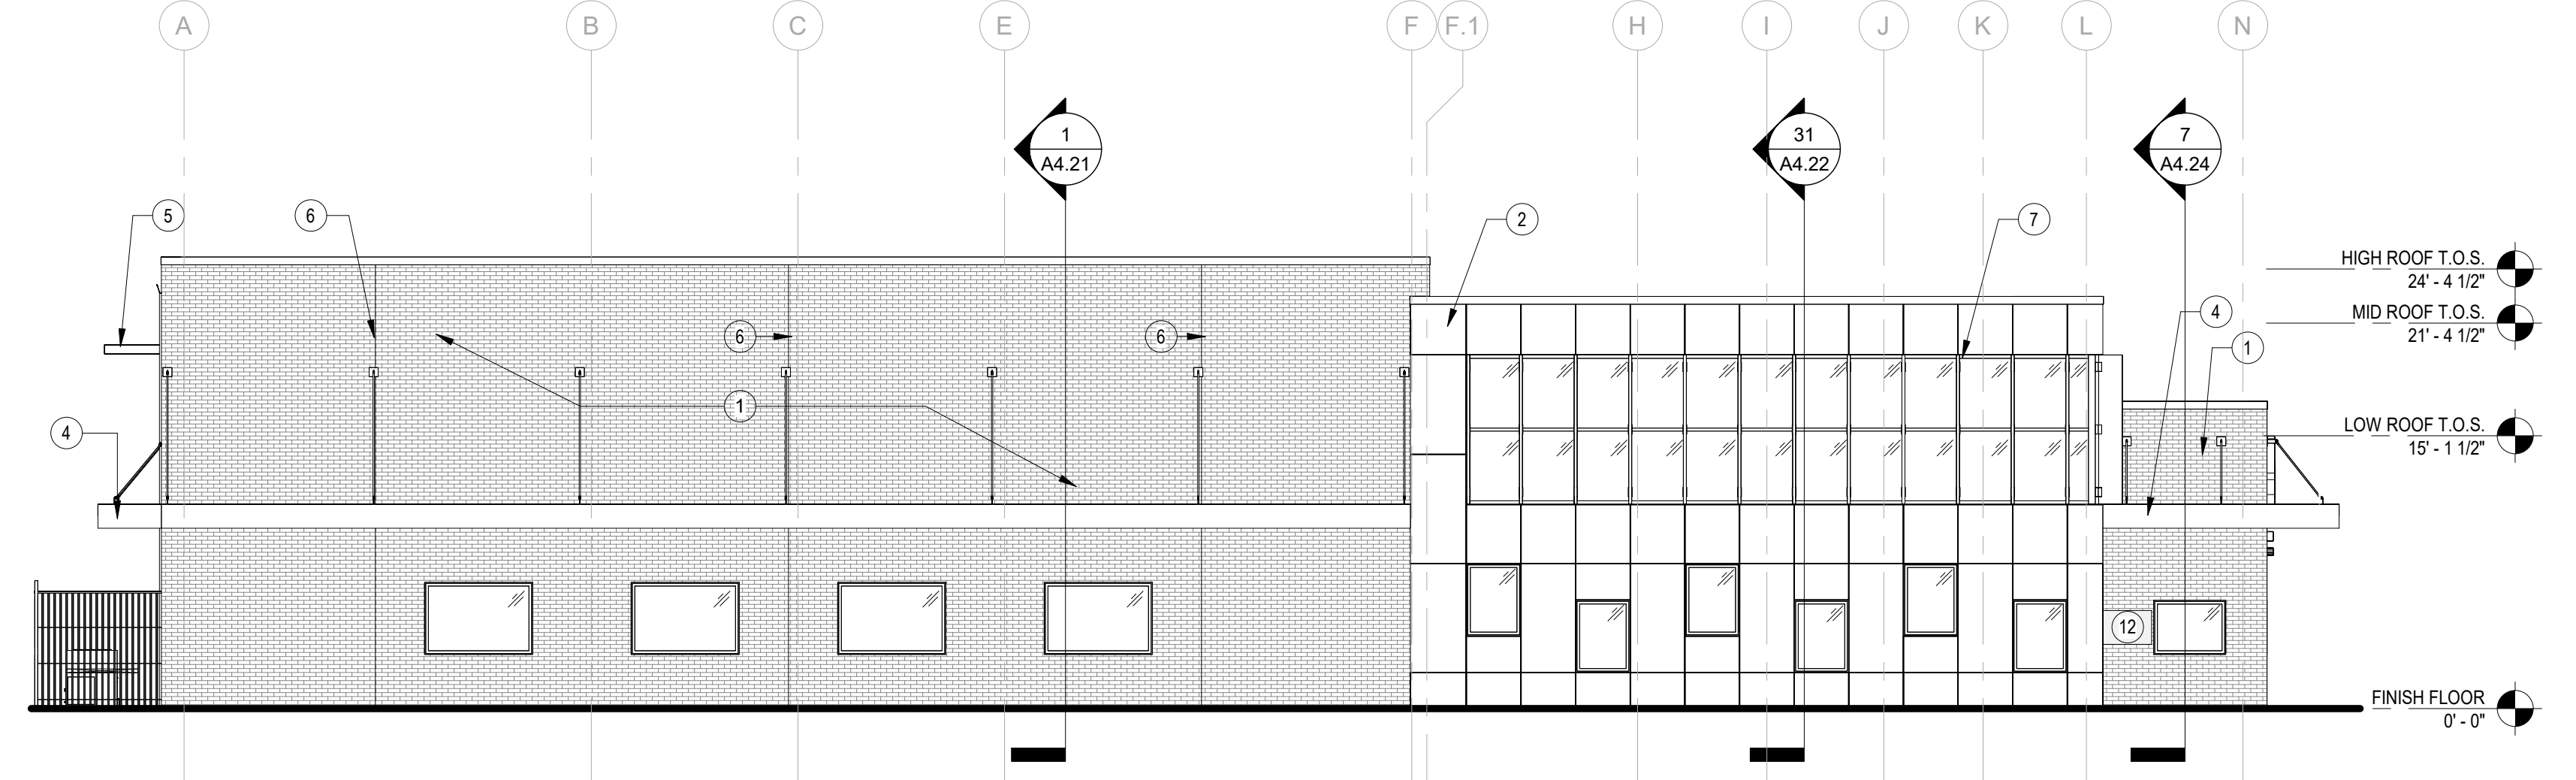 A
B
C
E
F
F.1
H
I
J
K
L
N
1
A4.21
31
A4.22
7
A4.24
5
6
2
7
HIGH ROOF T.O.S.
24' - 4 1/2"
4
MID ROOF T.O.S.
21' - 4 1/2"
6
6
1
1
4
LOW ROOF T.O.S.
15' - 1 1/2"
12
FINISH FLOOR
0' - 0"